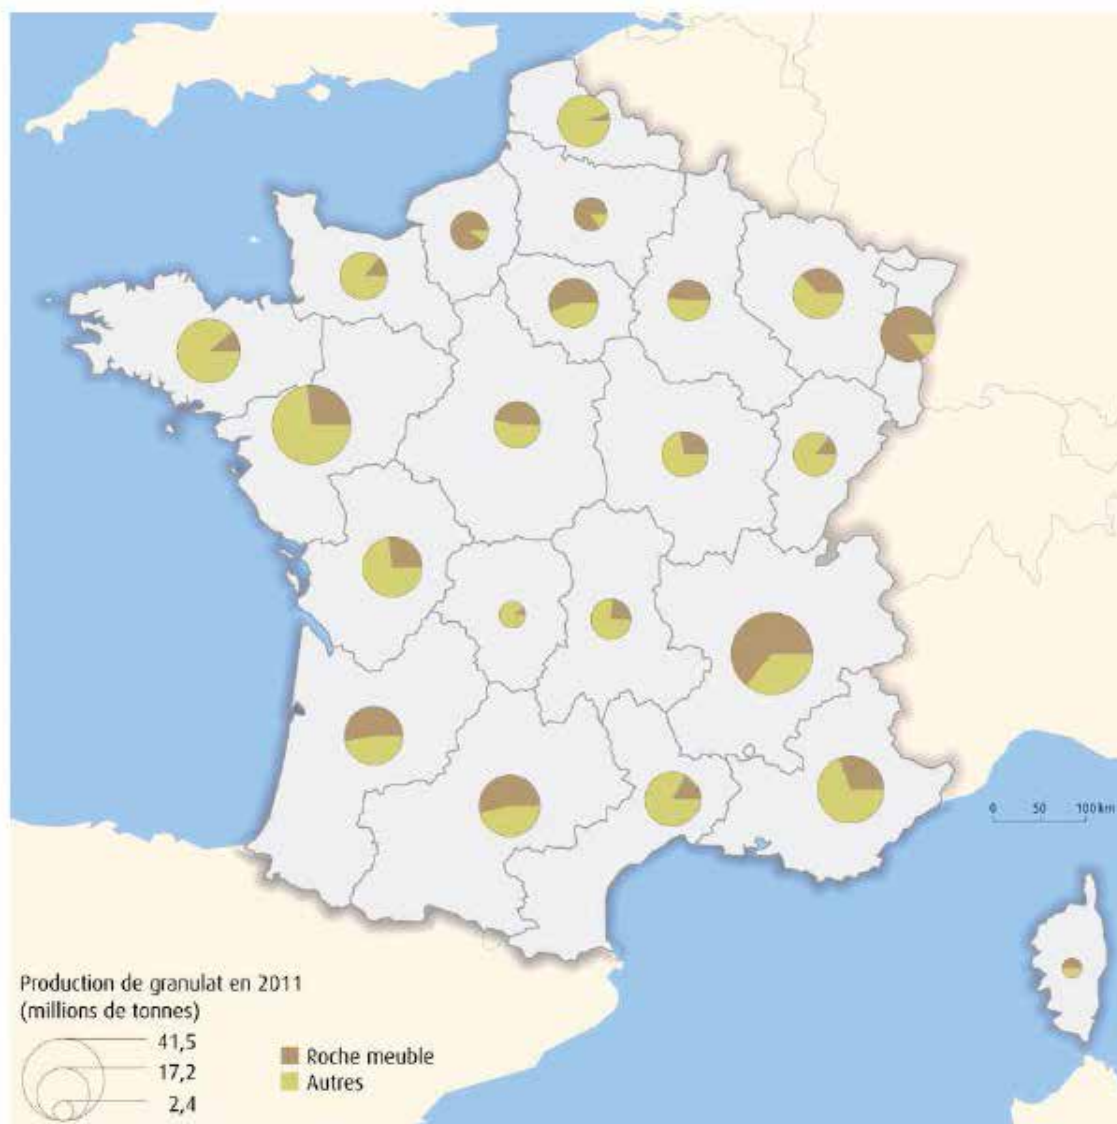 0 50 100 km
Production de granulat en 2011
(millions de tonnes)
41,5
17,2
2,4
Roche meuble
Autres